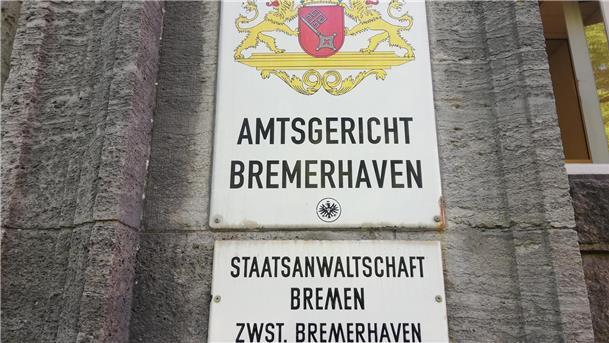 AMTSGERICHT
BREMERHAVEN
STAATSANWALTSCHAFT
BREMEN
ZWST. BREMERHAVEN